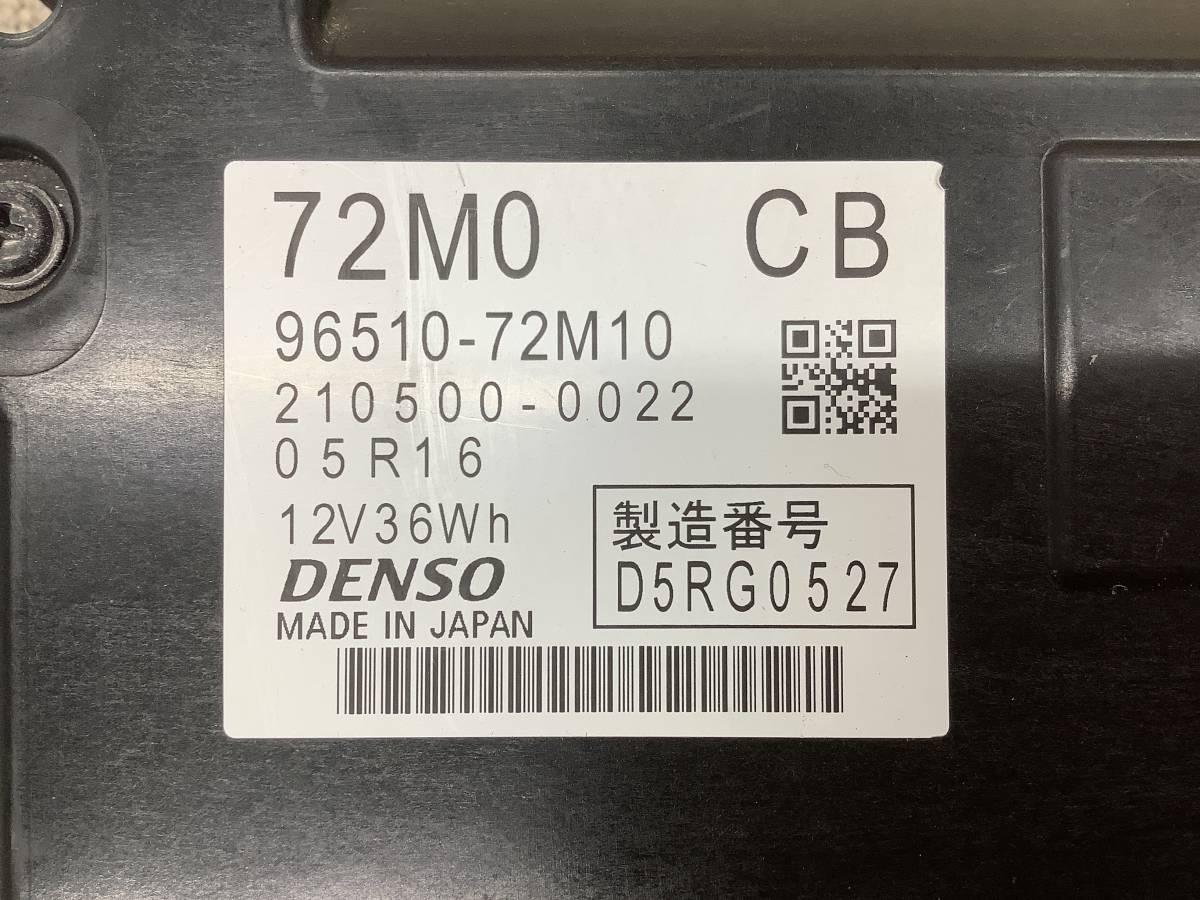 72M0 CB
96510-72M10
210500-0022
05R16
12V36Wh
DENSO
MADE IN JAPAN
製造番号
D5RG0527